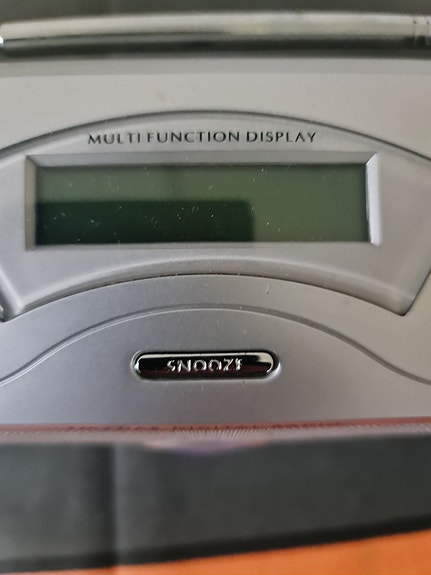 MULTI FUNCTION DISPLAY
SNOOZE